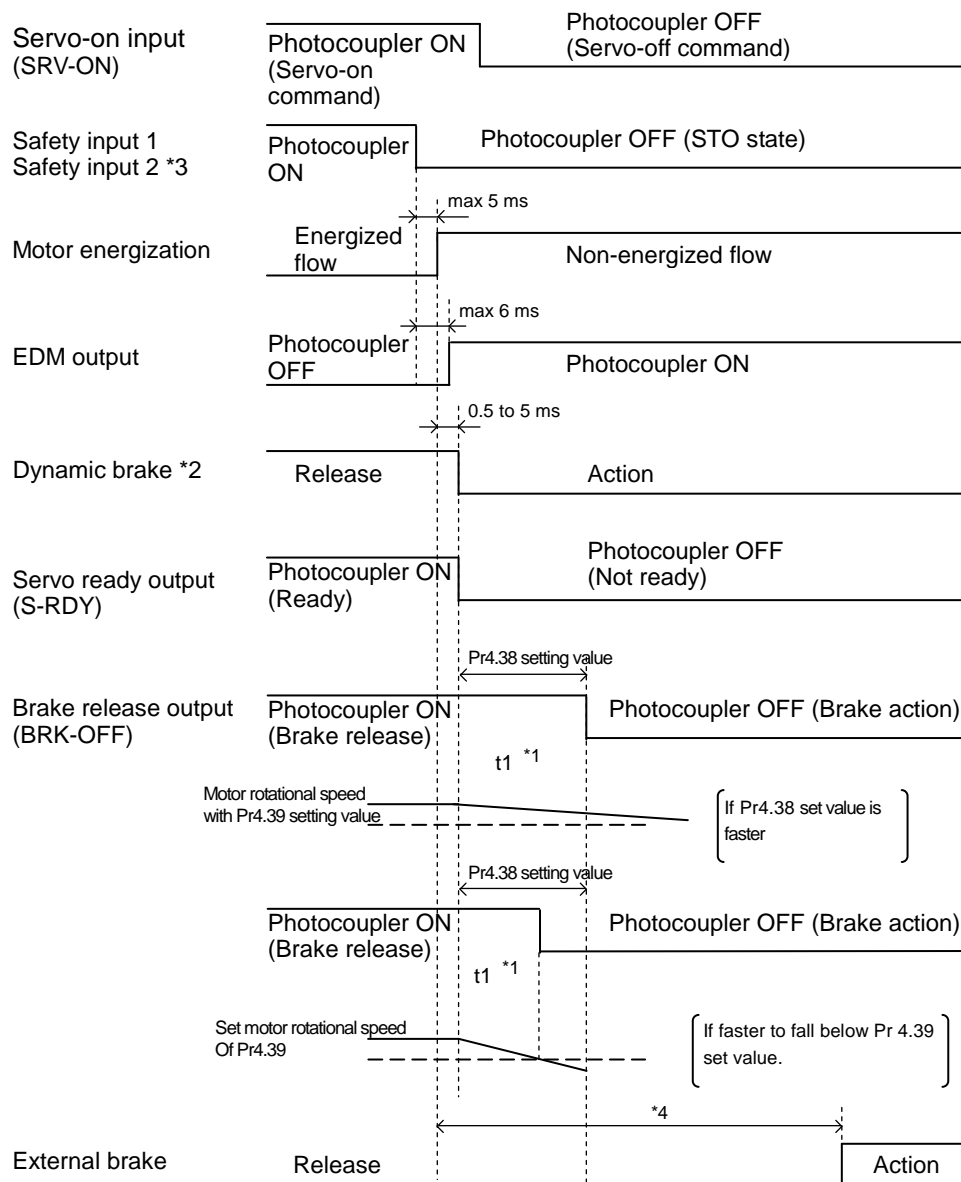 Servo-on input
(SRV-ON)
Photocoupler ON
(Servo-on
command)
Photocoupler OFF
(Servo-off command)
Safety input 1
Safety input 2 *3
Photocoupler
ON
Photocoupler OFF (STO state)
max 5 ms
Motor energization
Energized
flow
Non-energized flow
max 6 ms
EDM output
Photocoupler
OFF
Photocoupler ON
0.5 to 5 ms
Dynamic brake *2
Release
Action
Servo ready output
(S-RDY)
Photocoupler ON
(Ready)
Photocoupler OFF
(Not ready)
Pr4.38 setting value
Brake release output
(BRK-OFF)
Photocoupler ON
(Brake release)
Photocoupler OFF (Brake action)
t1 *1
Motor rotational speed
with Pr4.39 setting value
If Pr4.38 set value is
faster
Pr4.38 setting value
Photocoupler ON
(Brake release)
Photocoupler OFF (Brake action)
t1 *1
Set motor rotational speed
Of Pr4.39
If faster to fall below Pr 4.39
set value.
*4
External brake
Release
Action